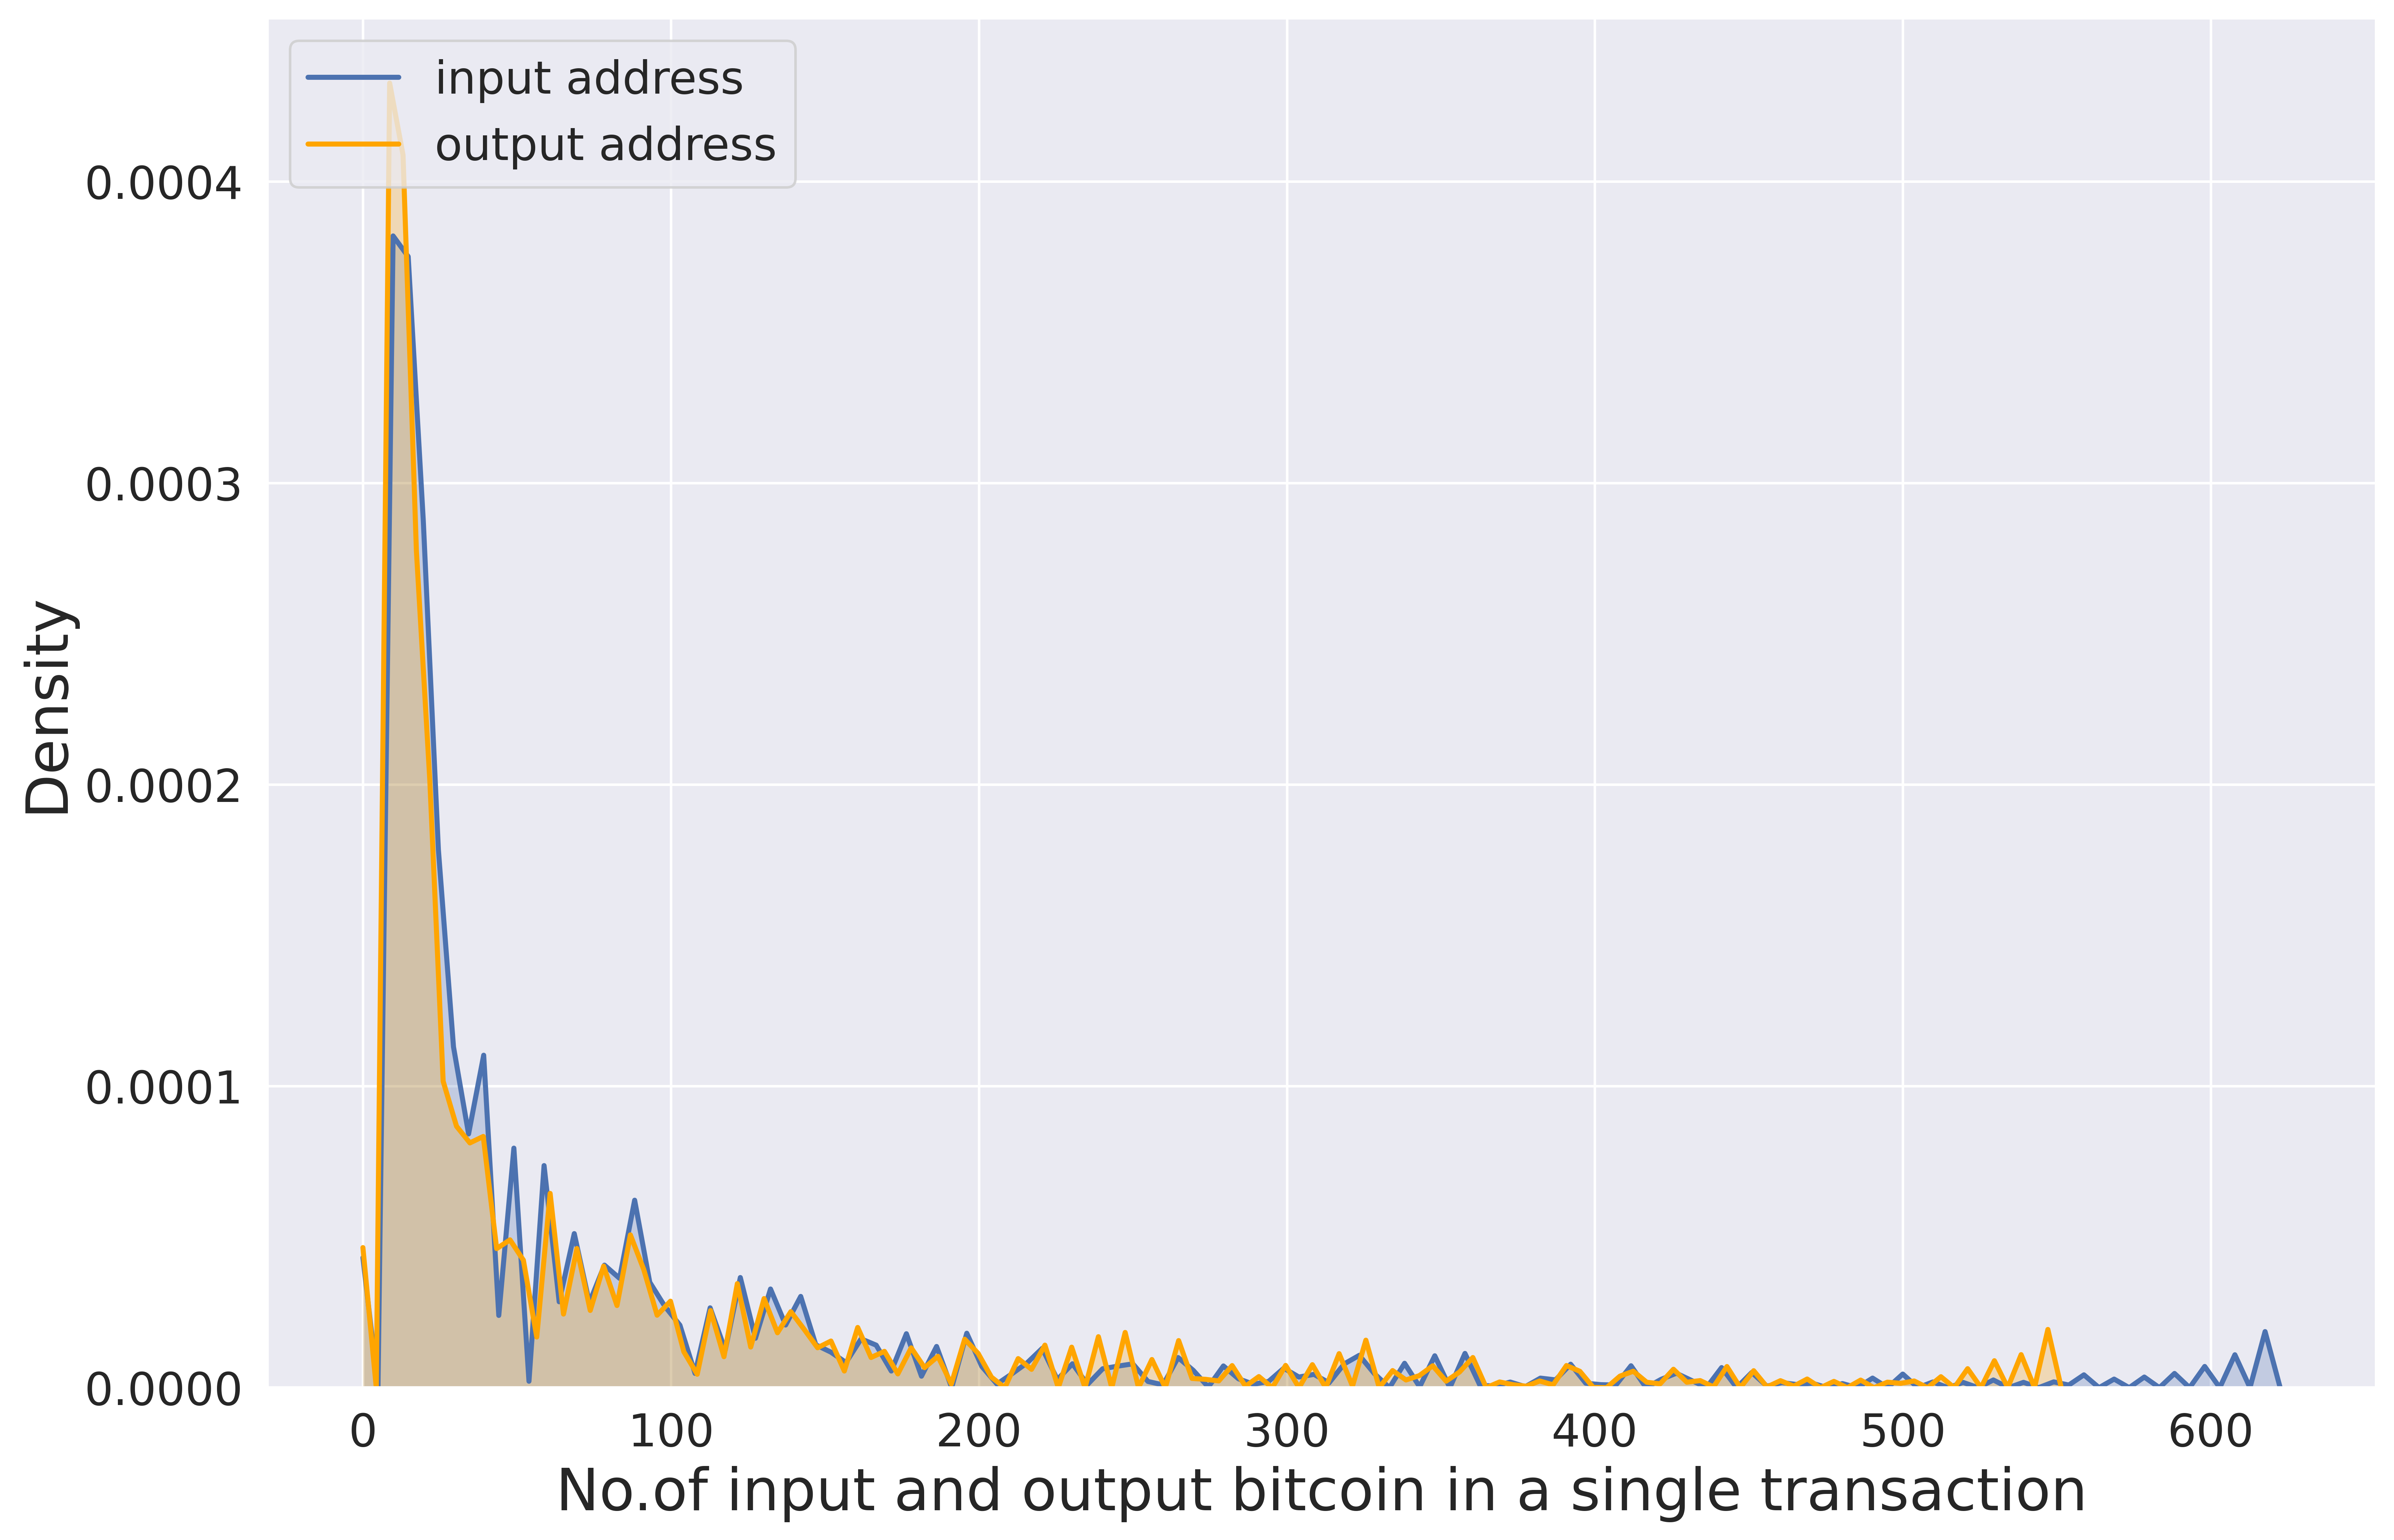 input address
output address
0.0004
0.0003
0.0002
0.0001
0.0000
Density
0 100 200 300 400 500 600
No.of input and output bitcoin in a single transaction